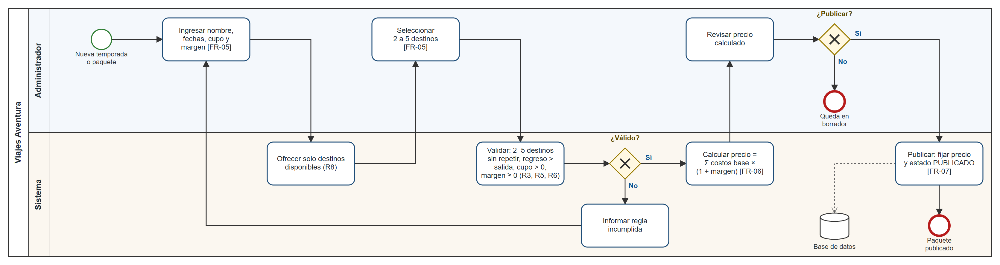 Viajes Aventura
Administrador
Nueva temporada
o paquete
Ingresar nombre,
fechas, cupo y
margen [FR-05]
Seleccionar
2 a 5 destinos
[FR-05]
Revisar precio
calculado
¿Publicar?
Sí
No
Queda en
borrador
Sistema
Ofrecer solo destinos
disponibles (R8)
Validar: 2–5 destinos
sin repetir, regreso >
salida, cupo > 0,
margen ≥ 0 (R3, R5, R6)
¿Válido?
Sí
No
Informar regla
incumplida
Calcular precio =
Σ costos base ×
(1 + margen) [FR-06]
Publicar: fijar precio
y estado PUBLICADO
[FR-07]
Base de datos
Paquete
publicado